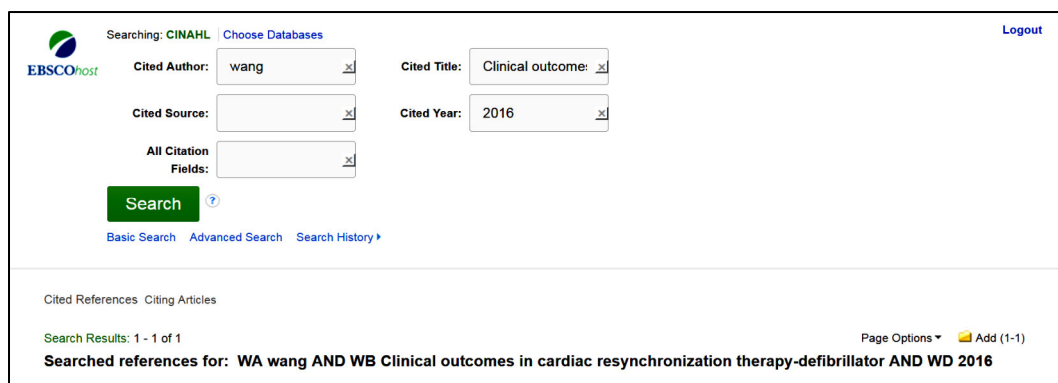 Searching: CINAHL Choose Databases Logout
EBSCOhost
Cited Author: wang Cited Title: Clinical outcome:
Cited Source: Cited Year: 2016
All Citation
Fields:
Search ?
Basic Search Advanced Search Search History
Cited References Citing Articles
Search Results: 1 - 1 of 1 Page Options Add (1-1)
Searched references for: WA wang AND WB Clinical outcomes in cardiac resynchronization therapy-defibrillator AND WD 2016